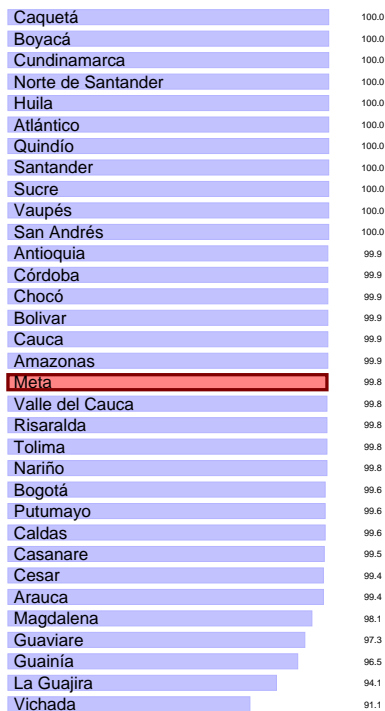 Caquetá 100.0
Boyacá 100.0
Cundinamarca 100.0
Norte de Santander 100.0
Huila 100.0
Atlántico 100.0
Quindío 100.0
Santander 100.0
Sucre 100.0
Vaupés 100.0
San Andrés 100.0
Antioquia 99.9
Córdoba 99.9
Chocó 99.9
Bolivar 99.9
Cauca 99.9
Amazonas 99.9
Meta 99.8
Valle del Cauca 99.8
Risaralda 99.8
Tolima 99.8
Nariño 99.8
Bogotá 99.6
Putumayo 99.6
Caldas 99.6
Casanare 99.5
Cesar 99.4
Arauca 99.4
Magdalena 98.1
Guaviare 97.3
Guainía 96.5
La Guajira 94.1
Vichada 91.1